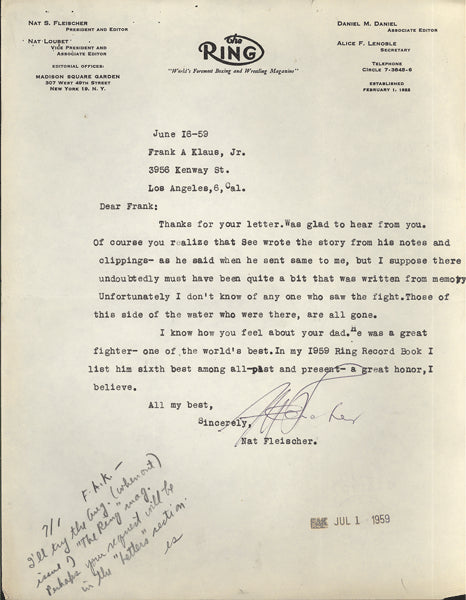 Nat S. Fleischer
President and Editor
Nat Loubet
Vice President and
Associate Editor
Editorial Offices:
Madison Square Garden
307 West 49th Street
New York 19. N. Y.
The
Ring
"World's Foremost Boxing and Wrestling Magazine"
Daniel M. Daniel
Associate Editor
Alice F. Lenoble
Secretary
Telephone
Circle 7-3648-6
Established
February 1, 1922
June I6-59
Frank A Klaus, Jr.
3956 Kenway St.
Los Angeles,6,Cal.
Dear Frank:
Thanks for your letter.Was glad to hear from you.
Of course you realize that See wrote the story from his notes and
clippings- as he said when he sent same to me, but I suppose there
undoubtedly must have been quite a bit that was written from memory
Unfortunately I don't know of any one who saw the fight.Those of
this side of the water who were there, are all gone.
I know how you feel about your dad.He was a great
fighter- one of the world's best.In my 1959 Ring Record Book I
list him sixth best among all-past and present- a great honor,I
believe.
All my best,
Sincerely,
Nat Fleischer.
7/1 F.A.K. —
I'll try the Aug. (when out)
issue of "The Ring" mag.
Perhaps your request will be
in the "Letters" section.
FAK JUL 1 1959